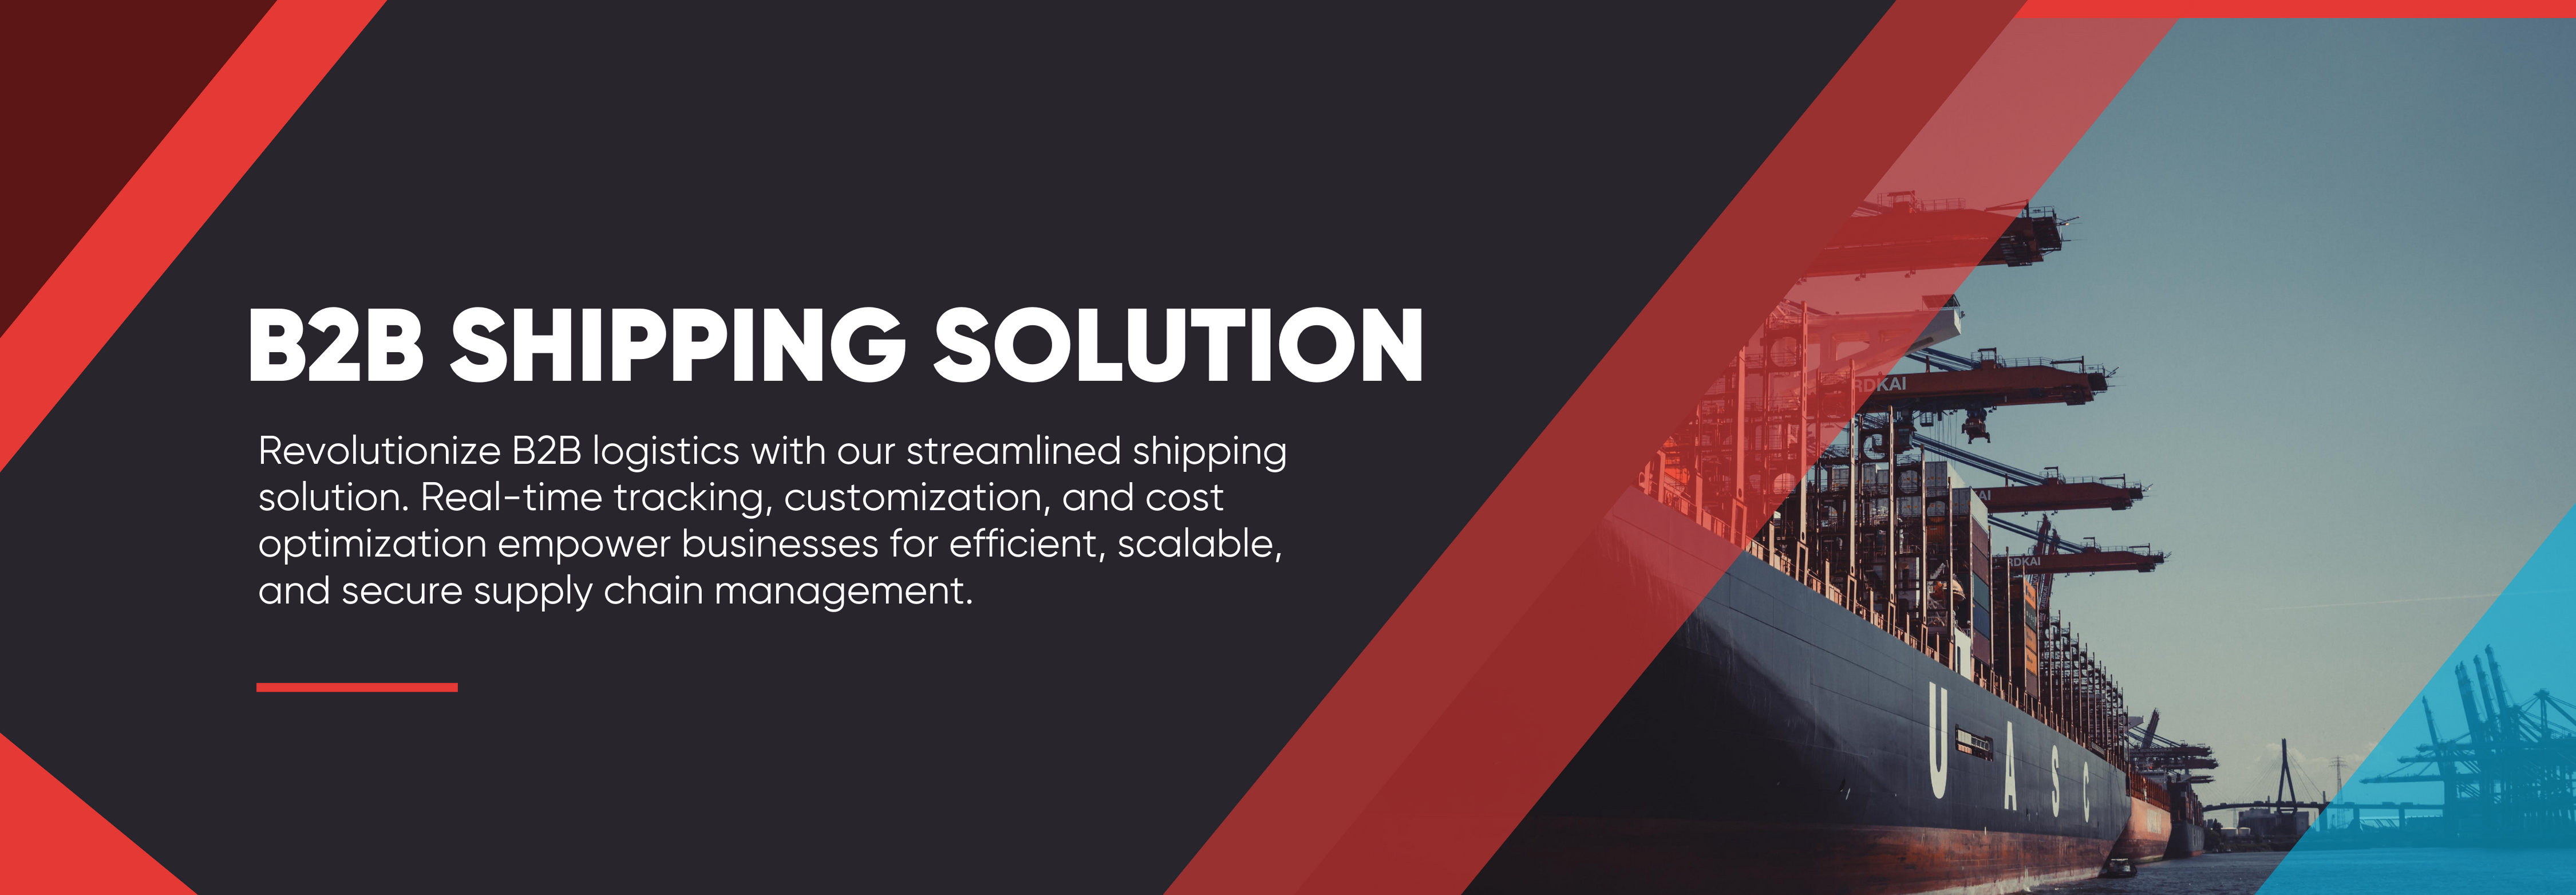 B2B SHIPPING SOLUTION
Revolutionize B2B logistics with our streamlined shipping
solution. Real-time tracking, customization, and cost
optimization empower businesses for efficient, scalable,
and secure supply chain management.
RDKAI
AI
RDKAI
U A S C